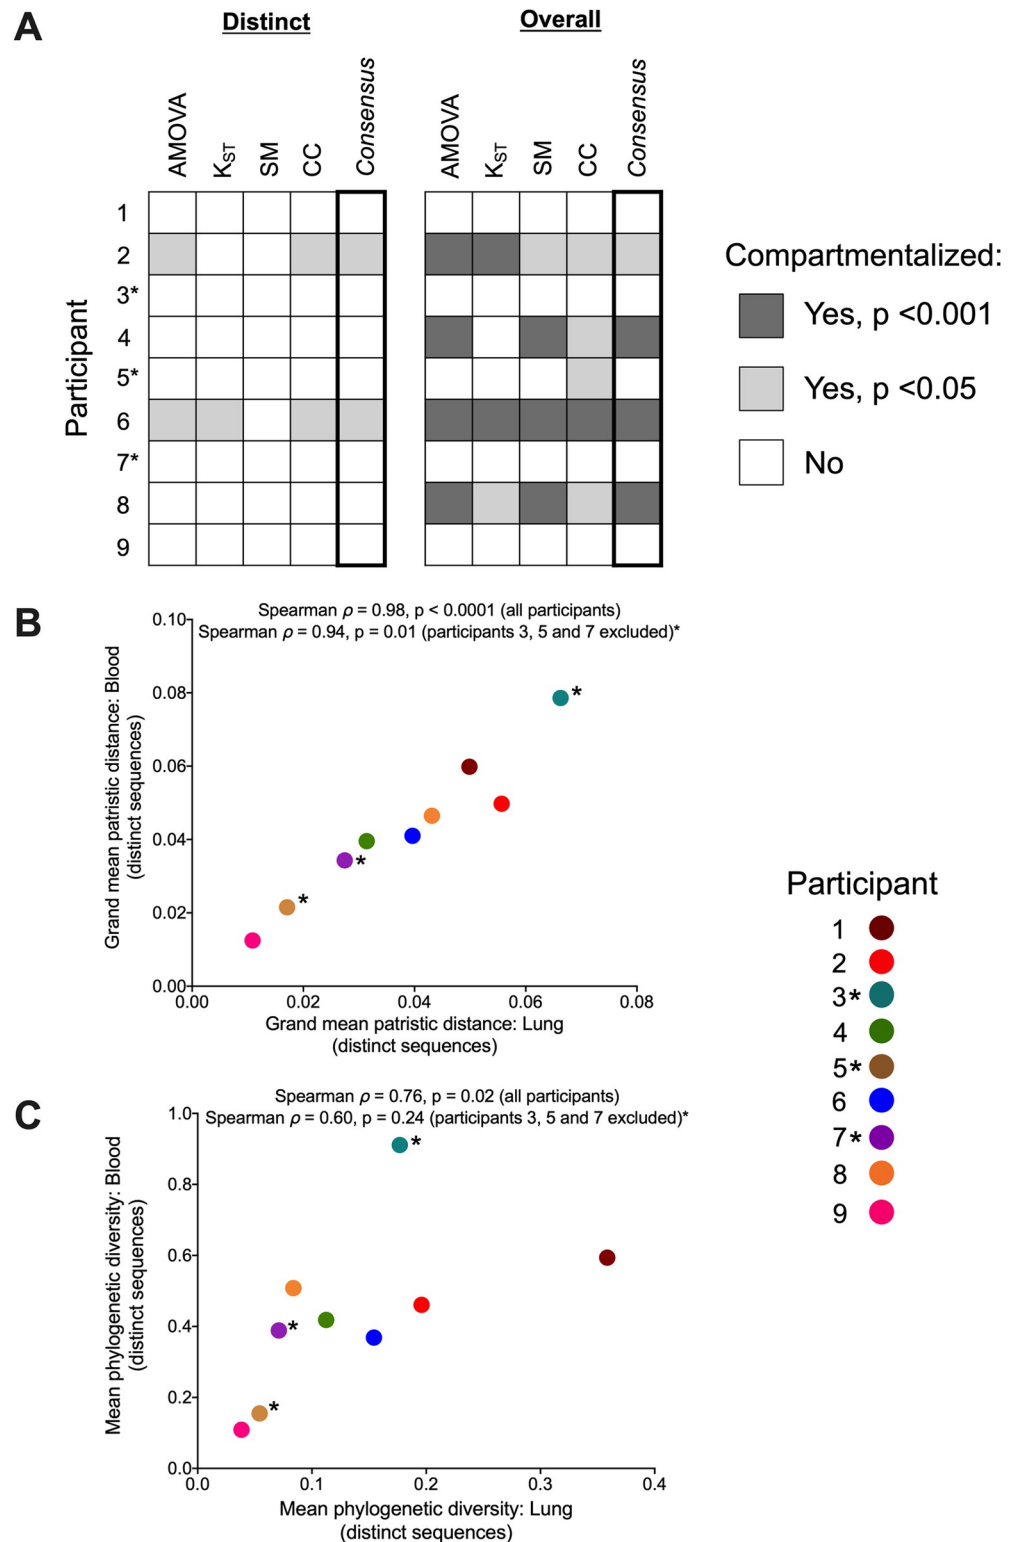 A
Distinct
Overall
AMOVA
KST
SM
CC
Consensus
AMOVA
KST
SM
CC
Consensus
Participant
1
2
3*
4
5*
6
7*
8
9
Compartmentalized:
Yes, p <0.001
Yes, p <0.05
No
B
Spearman ρ = 0.98, p < 0.0001 (all participants)
Spearman ρ = 0.94, p = 0.01 (participants 3, 5 and 7 excluded)*
Grand mean patristic distance: Blood
(distinct sequences)
0.10
0.08
0.06
0.04
0.02
0.00
*
*
*
0.00 0.02 0.04 0.06 0.08
Grand mean patristic distance: Lung
(distinct sequences)
Participant
1
2
3*
4
5*
6
7*
8
9
C
Spearman ρ = 0.76, p = 0.02 (all participants)
Spearman ρ = 0.60, p = 0.24 (participants 3, 5 and 7 excluded)*
Mean phylogenetic diversity: Blood
(distinct sequences)
1.0
0.8
0.6
0.4
0.2
0.0
*
*
*
0.0 0.1 0.2 0.3 0.4
Mean phylogenetic diversity: Lung
(distinct sequences)